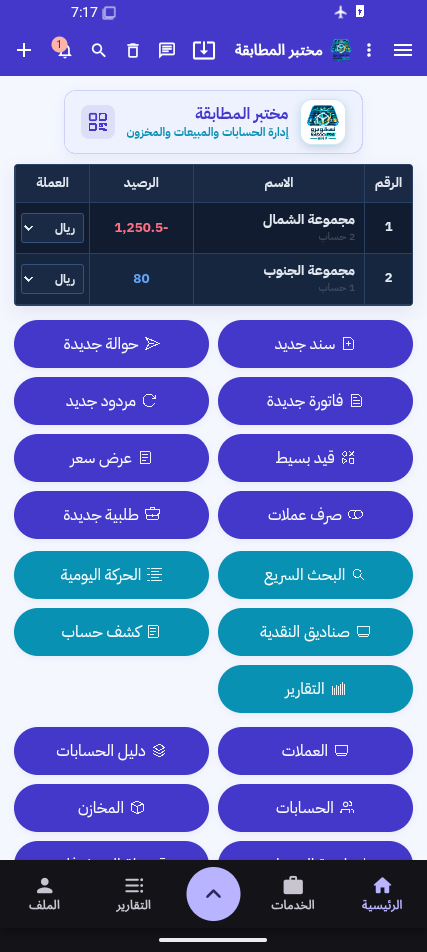 7:17
مختبر المطابقة
1
مختبر المطابقة
إدارة الحسابات والمبيعات والمخزون
الرقم الاسم الرصيد العملة
1 مجموعة الشمال -1,250.5 ريال
2 حساب
2 مجموعة الجنوب 80 ريال
1 حساب
سند جديد
حوالة جديدة
فاتورة جديدة
مردود جديد
قيد بسيط
عرض سعر
صرف عملات
طلبية جديدة
البحث السريع
الحركة اليومية
صناديق النقدية
كشف حساب
التقارير
العملات
دليل الحسابات
الحسابات
المخازن
الرئيسية
الخدمات
التقارير
الملف